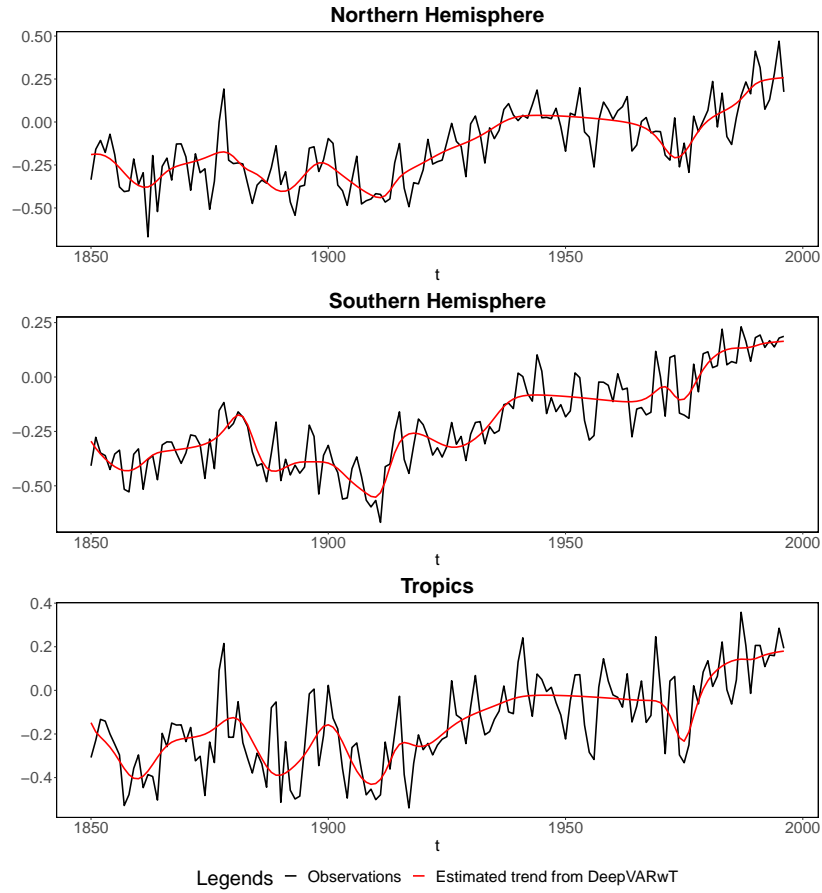 Northern Hemisphere
0.50
0.25
0.00
−0.25
−0.50
1850 1900 1950 2000
t
Southern Hemisphere
0.25
0.00
−0.25
−0.50
1850 1900 1950 2000
t
Tropics
0.4
0.2
0.0
−0.2
−0.4
1850 1900 1950 2000
t
Legends Observations Estimated trend from DeepVARwT